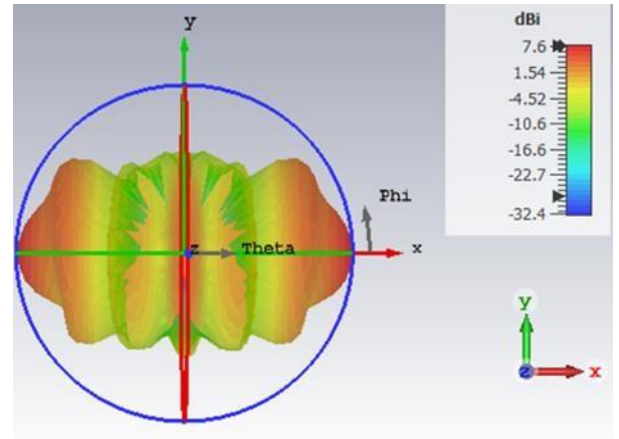 dBi
7.6
1.54
-4.52
-10.6
-16.6
-22.7
-32.4
y
Phi
z
Theta
x
y
z
x